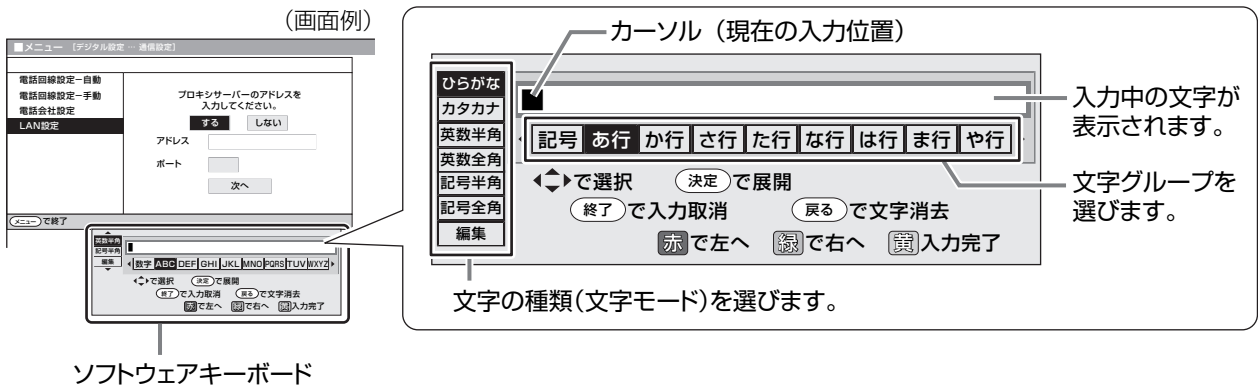 （画面例）
■メニュー ［デジタル設定 … 通信設定］
電話回線設定－自動
電話回線設定－手動
電話会社設定
LAN設定
プロキシサーバーのアドレスを
入力してください。
する しない
アドレス
ポート
次へ
メニューで終了
英数半角
記号半角
編集
数字 ABC DEF GHI JKL MNO PQRS TUV WXYZ
で選択 決定で展開
終了で入力取消 戻るで文字消去
赤で左へ 緑で右へ 黄入力完了
ソフトウェアキーボード
カーソル（現在の入力位置）
ひらがな
カタカナ
英数半角
英数全角
記号半角
記号全角
編集
記号 あ行 か行 さ行 た行 な行 は行 ま行 や行
で選択 決定で展開
終了で入力取消 戻るで文字消去
赤で左へ 緑で右へ 黄入力完了
入力中の文字が
表示されます。
文字グループを
選びます。
文字の種類（文字モード）を選びます。